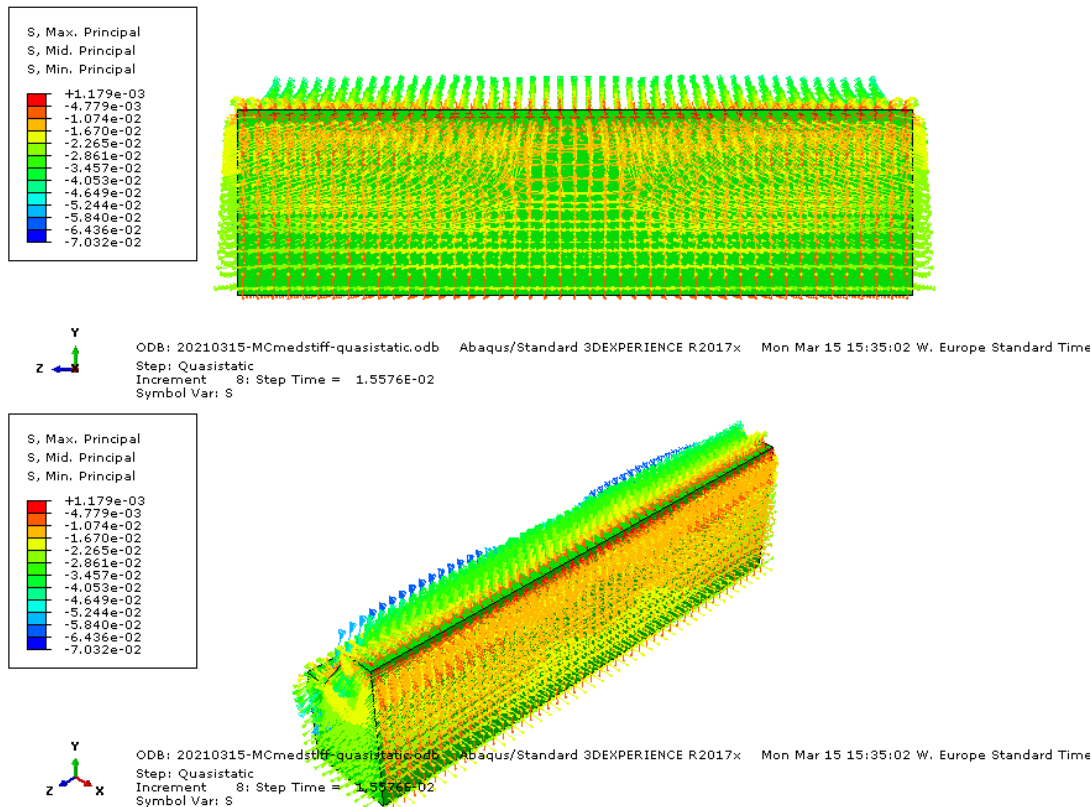 S, Max. Principal
S, Mid. Principal
S, Min. Principal
+1.179e-03
-4.779e-03
-1.074e-02
-1.670e-02
-2.265e-02
-2.861e-02
-3.457e-02
-4.053e-02
-4.649e-02
-5.244e-02
-5.840e-02
-6.436e-02
-7.032e-02
Y
Z
X
ODB: 20210315-MCmedstiff-quasistatic.odb Abaqus/Standard 3DEXPERIENCE R2017x Mon Mar 15 15:35:02 W. Europe Standard Time
Step: Quasistatic
Increment 8: Step Time = 1.5576E-02
Symbol Var: S
S, Max. Principal
S, Mid. Principal
S, Min. Principal
+1.179e-03
-4.779e-03
-1.074e-02
-1.670e-02
-2.265e-02
-2.861e-02
-3.457e-02
-4.053e-02
-4.649e-02
-5.244e-02
-5.840e-02
-6.436e-02
-7.032e-02
Y
Z
X
ODB: 20210315-MCmedstiff-quasistatic.odb Abaqus/Standard 3DEXPERIENCE R2017x Mon Mar 15 15:35:02 W. Europe Standard Time
Step: Quasistatic
Increment 8: Step Time = 1.5576E-02
Symbol Var: S